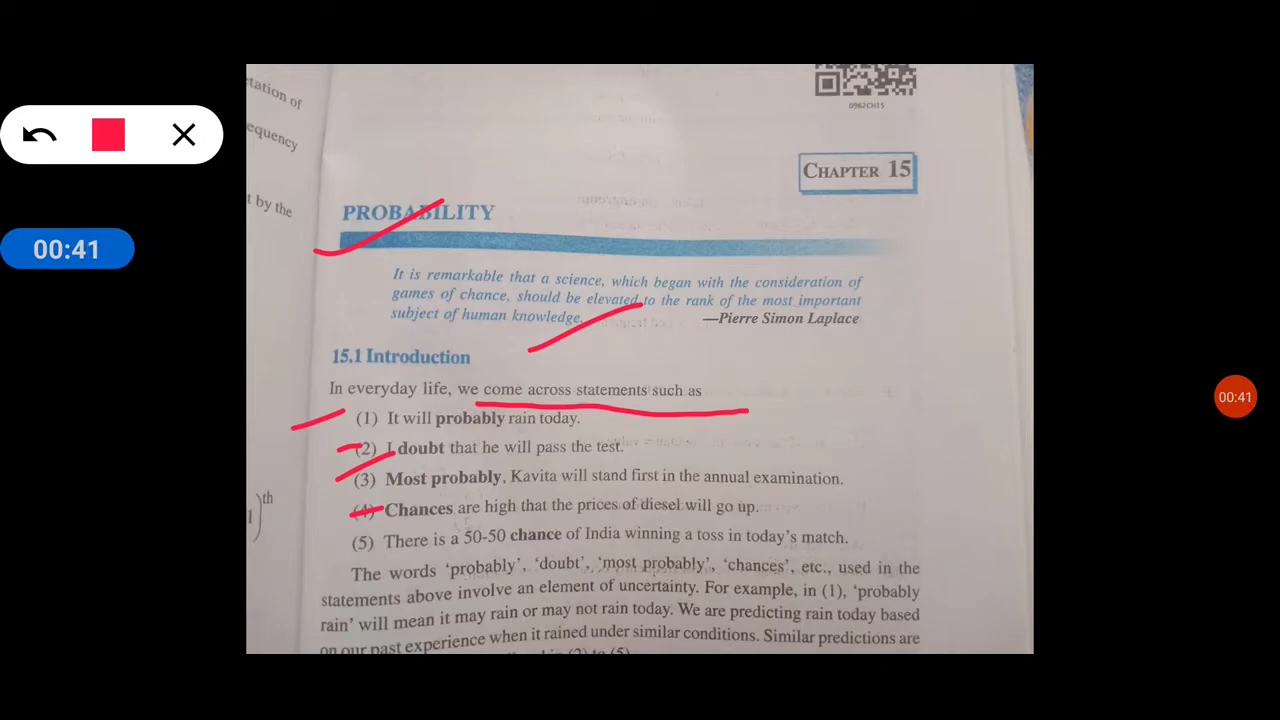 tation of
equency
t by the
1)th
0962CH15
CHAPTER 15
PROBABILITY
It is remarkable that a science, which began with the consideration of
games of chance, should be elevated to the rank of the most important
subject of human knowledge.
—Pierre Simon Laplace
15.1 Introduction
In everyday life, we come across statements such as
(1) It will probably rain today.
(2) I doubt that he will pass the test.
(3) Most probably, Kavita will stand first in the annual examination.
(4) Chances are high that the prices of diesel will go up.
(5) There is a 50-50 chance of India winning a toss in today's match.
The words 'probably', 'doubt', 'most probably', 'chances', etc., used in the
statements above involve an element of uncertainty. For example, in (1), 'probably
rain' will mean it may rain or may not rain today. We are predicting rain today based
on our past experience when it rained under similar conditions. Similar predictions are
(2) to (5).
00:41
00:41